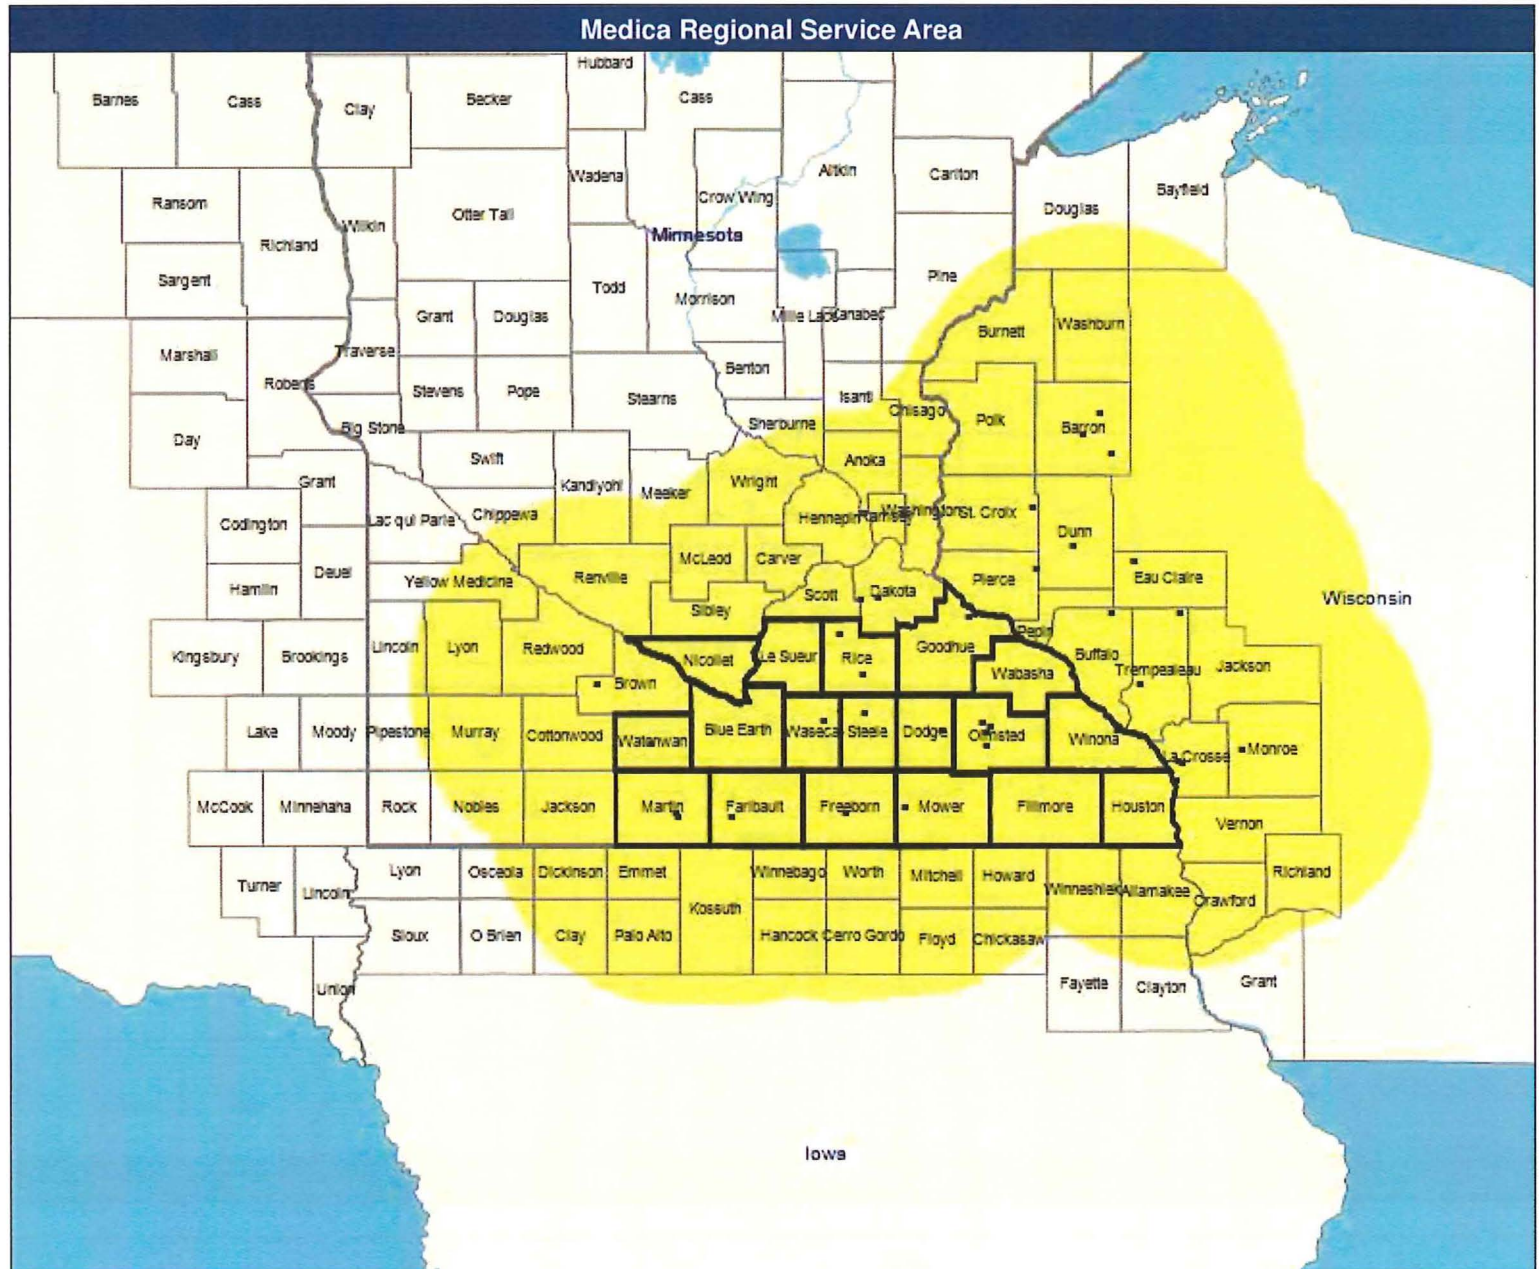 Medica Regional Service Area
Hubbard
Barnes
Cass
Clay
Becker
Cass
Wadena
Aitkin
Carlton
Crow Wing
Bayfield
Ransom
Otter Tail
Douglas
Wilkin
Richland
Minnesota
Sargent
Pine
Todd
Morrison
Grant
Douglas
Mille Lacs
Kanabec
Burnett
Washburn
Marshall
Traverse
Benton
Roberts
Stevens
Pope
Stearns
Isanti
Chisago
Polk
Barron
Big Stone
Sherburne
Day
Swift
Anoka
Grant
Kandiyohi
Meeker
Wright
Codington
Lac qui Parle
Chippewa
Hennepin
Ramsey
Washington
St. Croix
Dunn
Deuel
McLeod
Carver
Hamlin
Yellow Medicine
Renville
Scott
Dakota
Pierce
Eau Claire
Wisconsin
Sibley
Pepin
Kingsbury
Brookings
Lincoln
Lyon
Redwood
Nicollet
Le Sueur
Rice
Goodhue
Buffalo
Wabasha
Trempealeau
Jackson
Brown
Lake
Moody
Pipestone
Murray
Cottonwood
Watonwan
Blue Earth
Waseca
Steele
Dodge
Olmsted
Winona
La Crosse
Monroe
McCook
Minnehaha
Rock
Nobles
Jackson
Martin
Faribault
Freeborn
Mower
Fillmore
Houston
Vernon
Turner
Lincoln
Lyon
Osceola
Dickinson
Emmet
Winnebago
Worth
Mitchell
Howard
Winneshiek
Allamakee
Crawford
Richland
Kossuth
Sioux
O Brien
Clay
Palo Alto
Hancock
Cerro Gordo
Floyd
Chickasaw
Union
Fayette
Clayton
Grant
Iowa